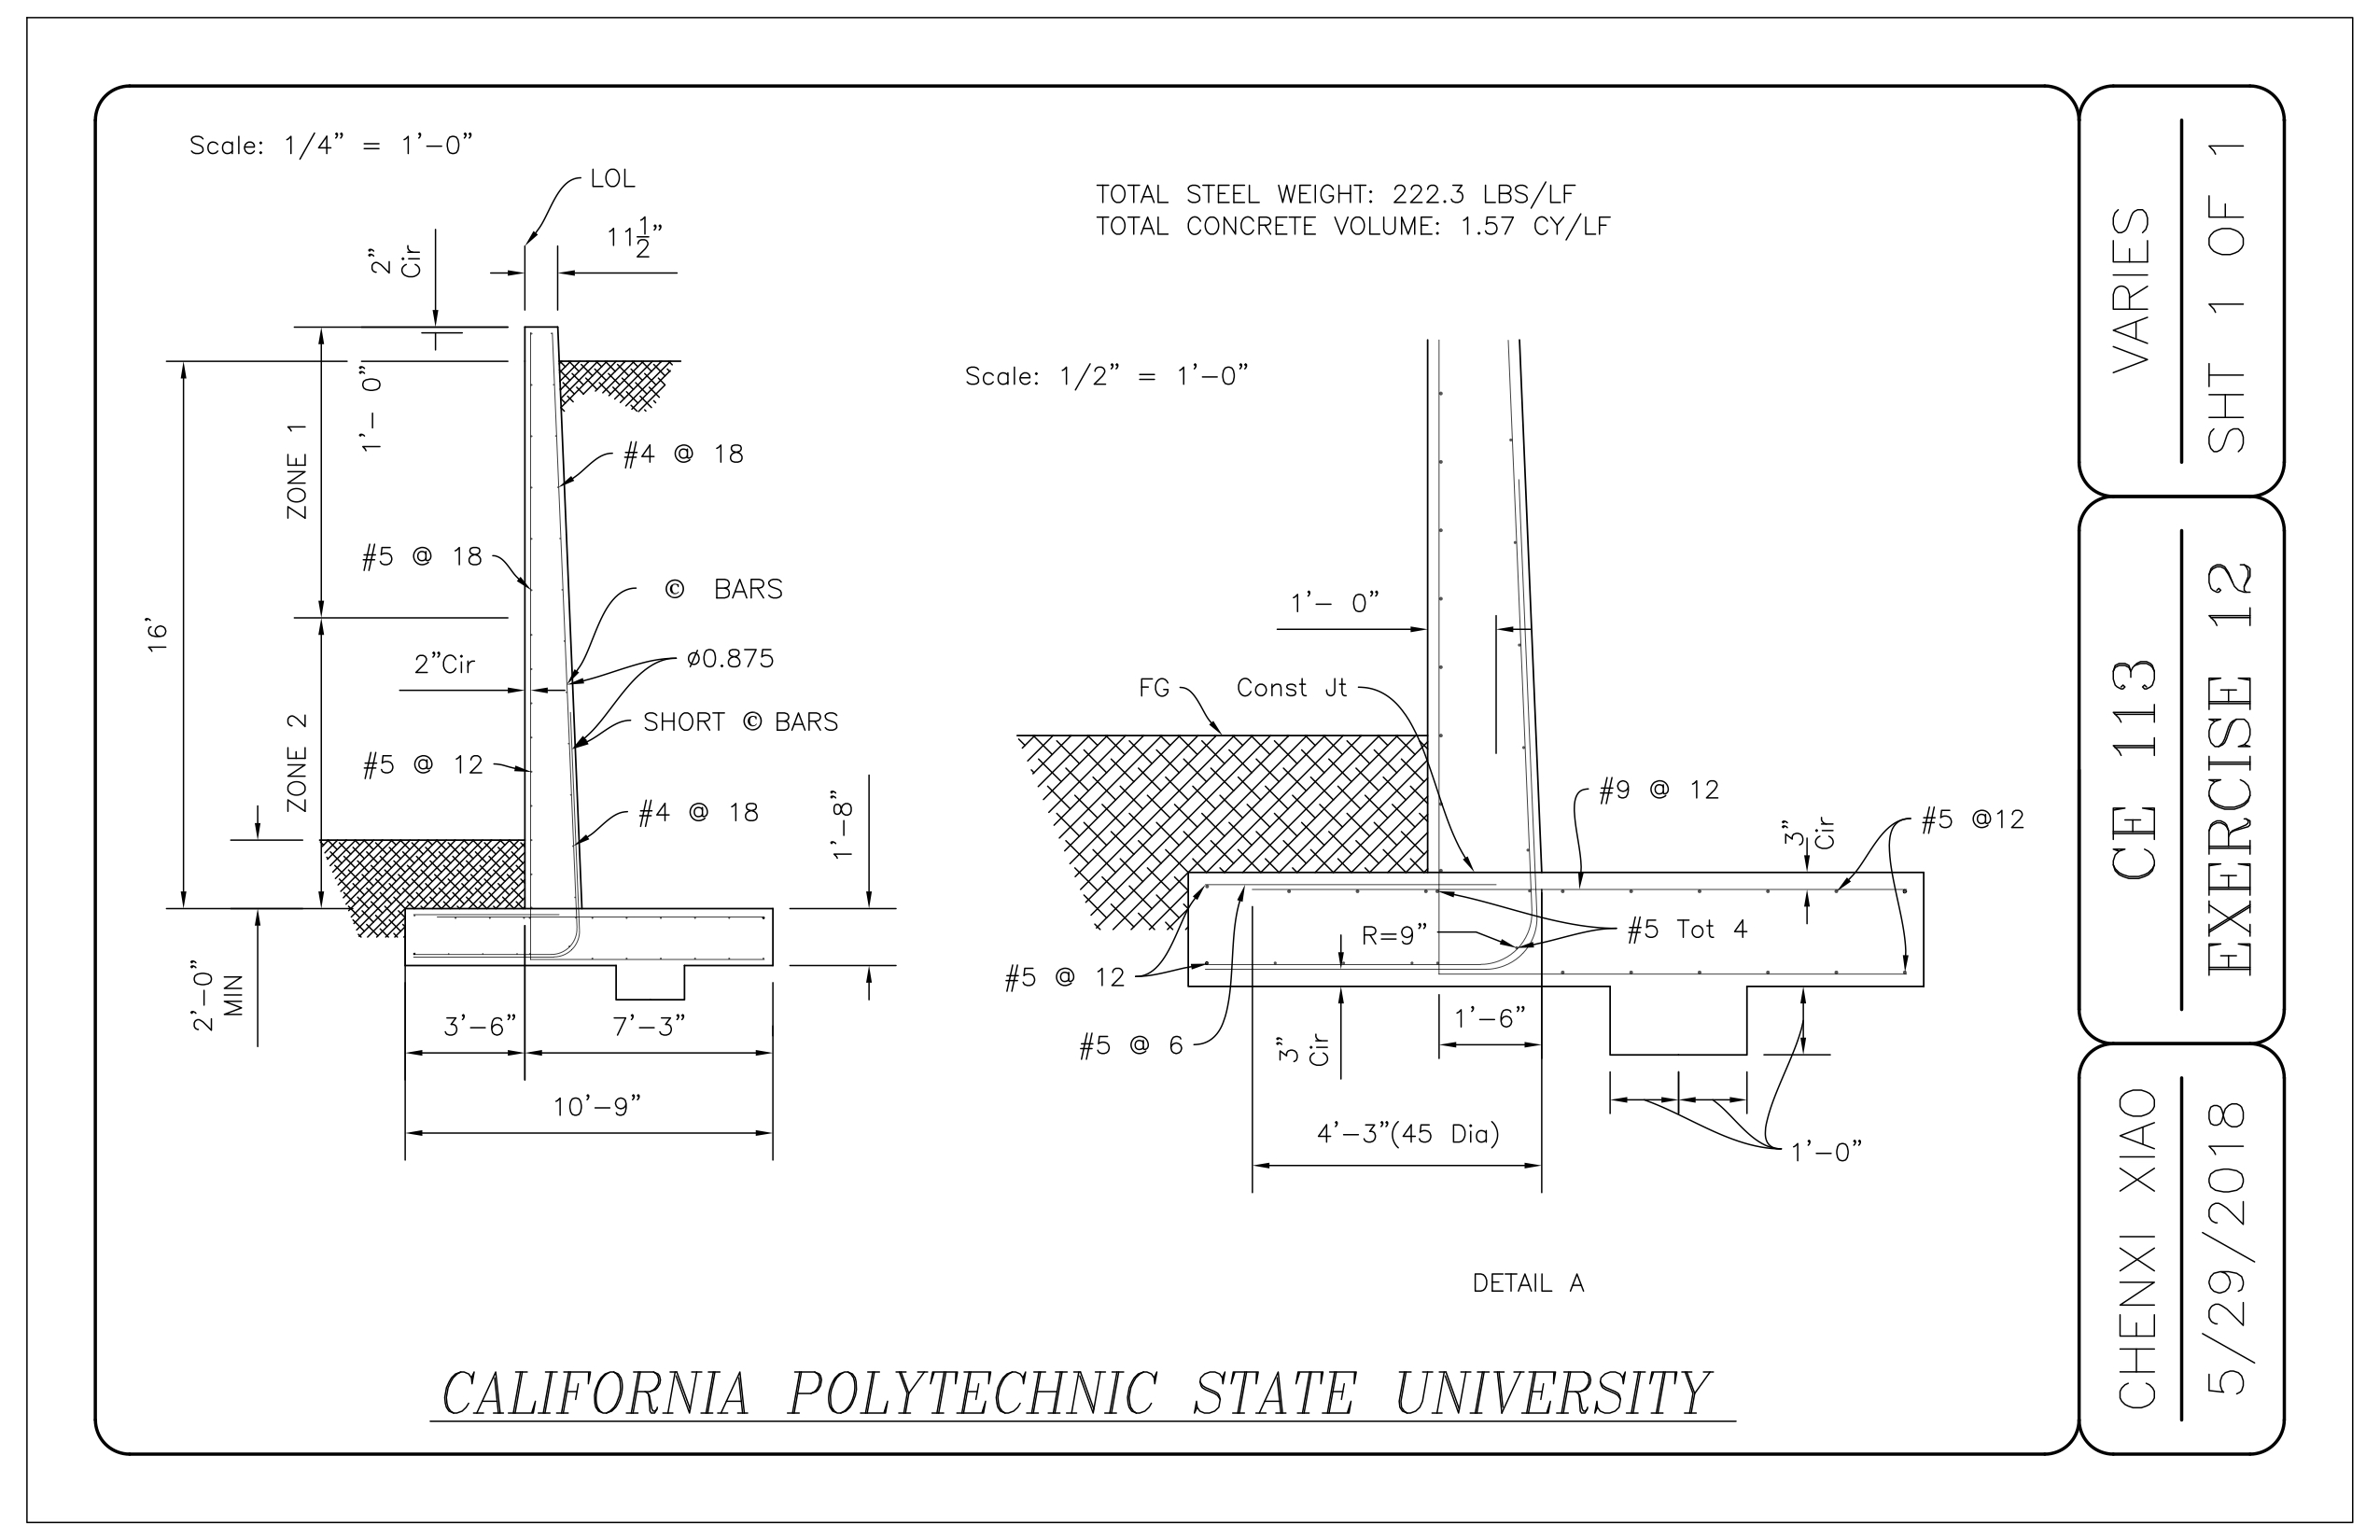 Scale: 1/4" = 1'-0"
LOL
11 1/2"
2"
Cir
1'- 0"
ZONE 1
16'
#4 @ 18
#5 @ 18
© BARS
ø0.875
2"Cir
SHORT © BARS
ZONE 2
#5 @ 12
#4 @ 18
1'-8"
2'-0"
MIN
3'-6"
7'-3"
10'-9"
TOTAL STEEL WEIGHT: 222.3 LBS/LF
TOTAL CONCRETE VOLUME: 1.57 CY/LF
Scale: 1/2" = 1'-0"
1'- 0"
FG
Const Jt
#9 @ 12
3"
Cir
#5 @12
R=9"
#5 Tot 4
#5 @ 12
#5 @ 6
3"
Cir
1'-6"
4'-3"(45 Dia)
1'-0"
DETAIL A
CALIFORNIA POLYTECHNIC STATE UNIVERSITY
VARIES
SHT 1 OF 1
CE 113
EXERCISE 12
CHENXI XIAO
5/29/2018